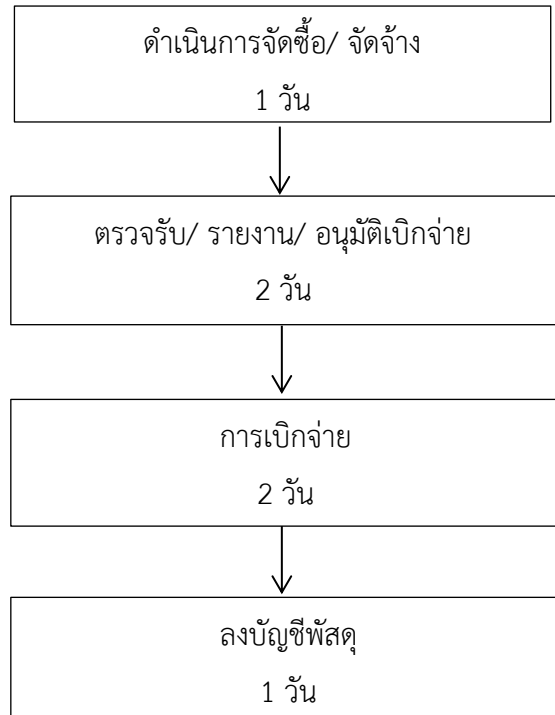 ดำเนินการจัดซื้อ/ จัดจ้าง
1 วัน
ตรวจรับ/ รายงาน/ อนุมัติเบิกจ่าย
2 วัน
การเบิกจ่าย
2 วัน
ลงบัญชีพัสดุ
1 วัน